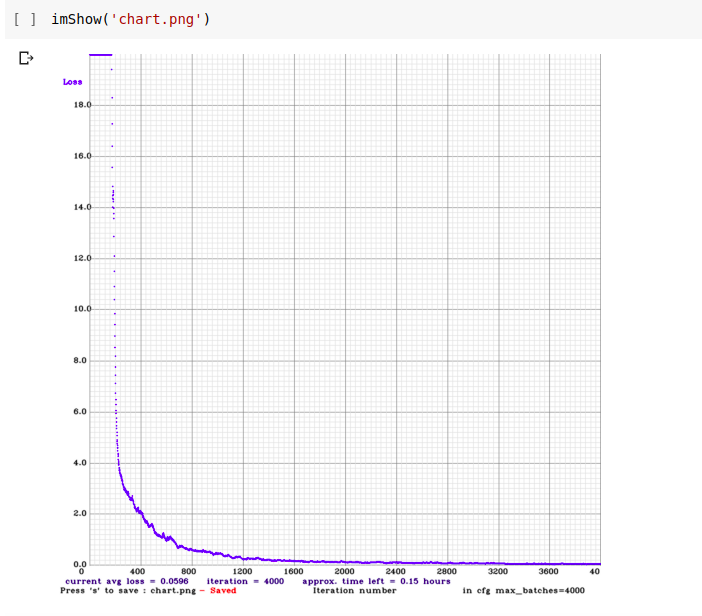 [ ] imShow('chart.png')
Loss
18.0
16.0
14.0
12.0
10.0
8.0
6.0
4.0
2.0
0.0
0 400 800 1200 1600 2000 2400 2800 3200 3600 40
current avg loss = 0.0596 iteration = 4000 approx. time left = 0.15 hours
Press 's' to save : chart.png - Saved Iteration number in cfg max_batches=4000